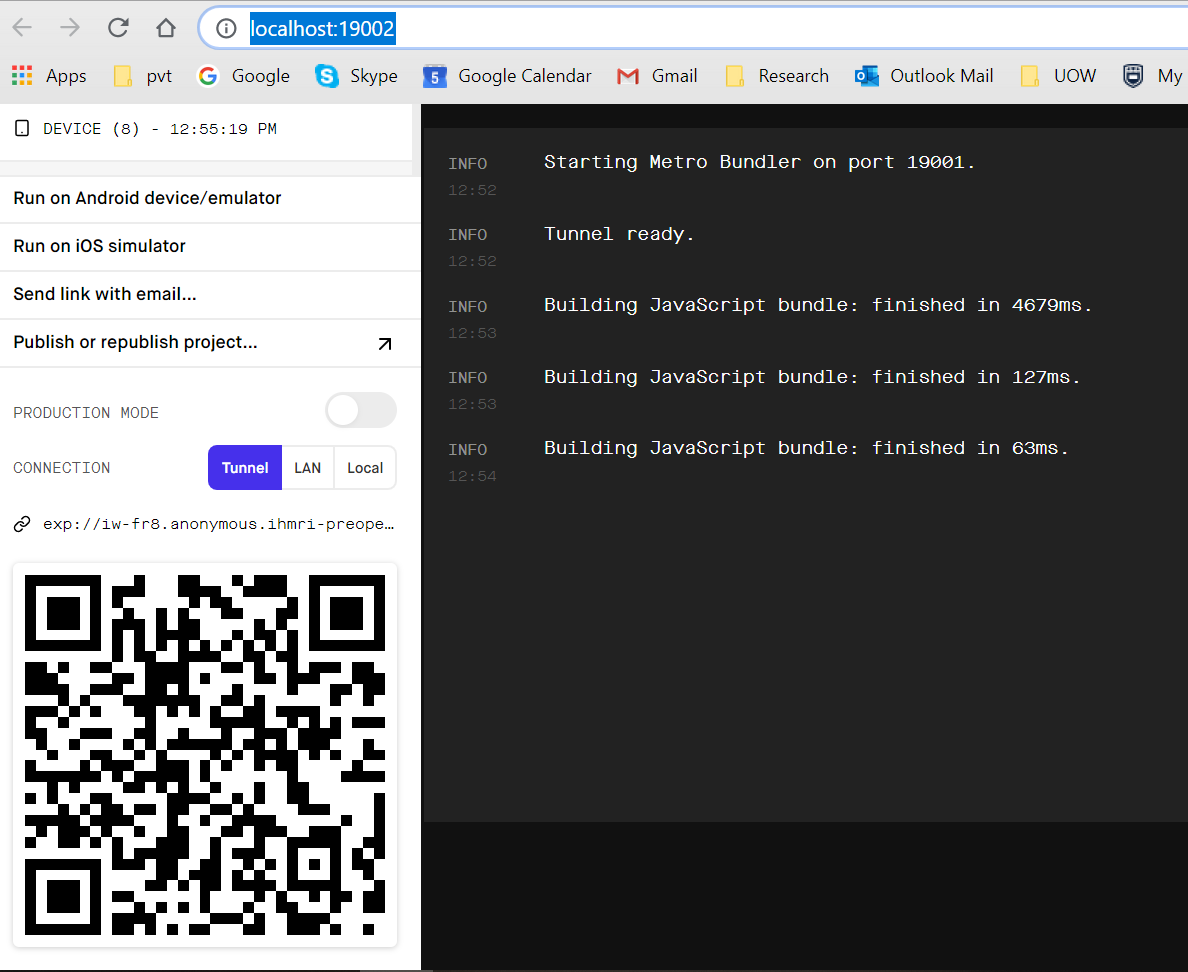 localhost:19002
Apps pvt Google Skype 5 Google Calendar Gmail Research Outlook Mail UOW My
DEVICE (8) - 12:55:19 PM
Run on Android device/emulator
Run on iOS simulator
Send link with email...
Publish or republish project...
PRODUCTION MODE
CONNECTION Tunnel LAN Local
exp://iw-fr8.anonymous.ihmri-preope…
INFO Starting Metro Bundler on port 19001.
12:52
INFO Tunnel ready.
12:52
INFO Building JavaScript bundle: finished in 4679ms.
12:53
INFO Building JavaScript bundle: finished in 127ms.
12:53
INFO Building JavaScript bundle: finished in 63ms.
12:54